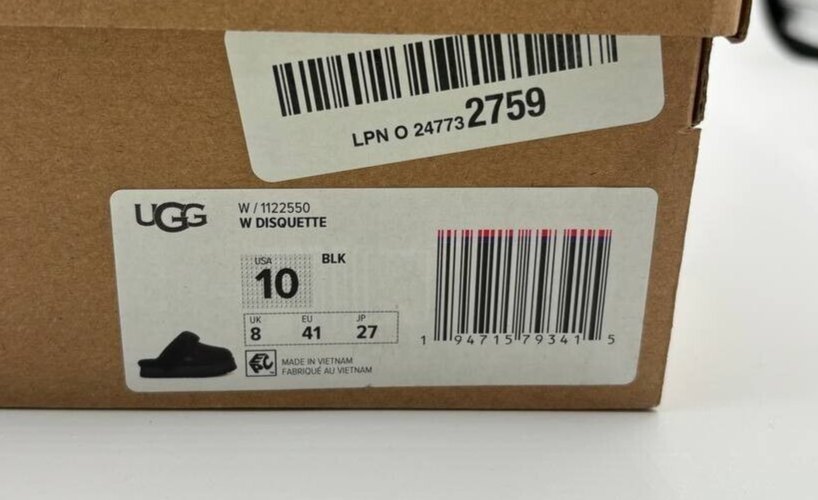 LPN O 24773 2759
UGG
W / 1122550
W DISQUETTE
USA
10
BLK
UK EU JP
8 41 27
MADE IN VIETNAM
FABRIQUÉ AU VIETNAM
1 94715 79341 5